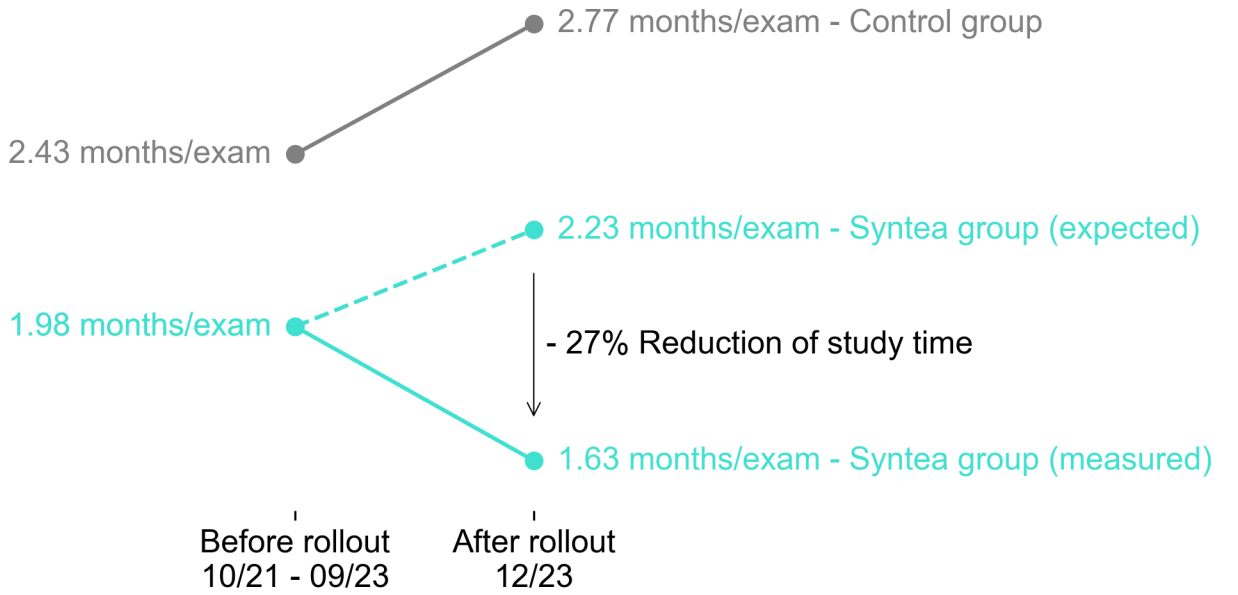 2.77 months/exam - Control group
2.43 months/exam
2.23 months/exam - Syntea group (expected)
1.98 months/exam
- 27% Reduction of study time
1.63 months/exam - Syntea group (measured)
Before rollout
10/21 - 09/23
After rollout
12/23